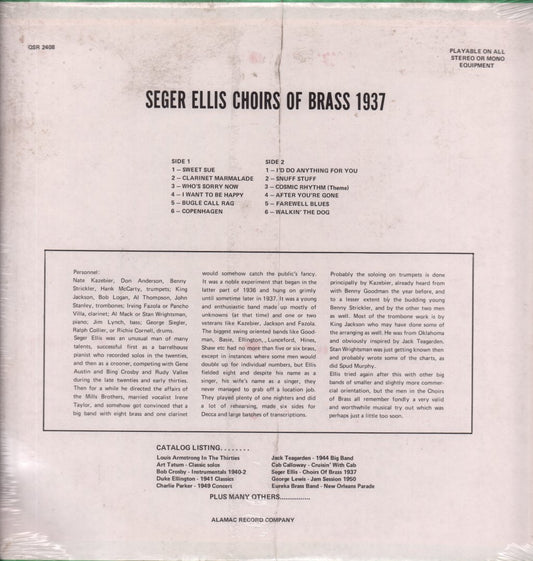 QSR 2408
PLAYABLE ON ALL
STEREO OR MONO
EQUIPMENT
SEGER ELLIS CHOIRS OF BRASS 1937
SIDE 1
1 – SWEET SUE
2 – CLARINET MARMALADE
3 – WHO'S SORRY NOW
4 – I WANT TO BE HAPPY
5 – BUGLE CALL RAG
6 – COPENHAGEN
SIDE 2
1 – I'D DO ANYTHING FOR YOU
2 – SNUFF STUFF
3 – COSMIC RHYTHM (Theme)
4 – AFTER YOU'RE GONE
5 – FAREWELL BLUES
6 – WALKIN' THE DOG
Personnel:
Nate Kazebier, Don Anderson, Benny
Strickler, Hank McCarty, trumpets; King
Jackson, Bob Logan, Al Thompson, John
Stanley, trombones; Irving Fazola or Pancho
Villa, clarinet; Al Mack or Stan Wrightsman,
piano; Jim Lynch, bass; George Siegler,
Ralph Collier, or Richie Cornell, drums.
Seger Ellis was an unusual man of many
talents, successful first as a barrelhouse
pianist who recorded solos in the twenties,
and then as a crooner, competing with Gene
Austin and Bing Crosby and Rudy Vallee
during the late twenties and early thirties.
Then for a while he directed the affairs of
the Mills Brothers, married vocalist Irene
Taylor, and somehow got convinced that a
big band with eight brass and one clarinet
would somehow catch the public's fancy.
It was a noble experiment that began in the
latter part of 1936 and hung on grimly
until sometime later in 1937. It was a young
and enthusiastic band made up mostly of
unknowns (at that time) and one or two
veterans like Kazebier, Jackson and Fazola.
The biggest swing oriented bands like Good-
man, Basie, Ellington, Lunceford, Hines,
Shaw etc had no more than five or six brass,
except in instances where some men would
double up for individual numbers, but Ellis
fielded eight and despite his name as a
singer, his wife's name as a singer, they
never managed to grab off a location job.
They played plenty of one nighters and did
a lot of rehearsing, made six sides for
Decca and large batches of transcriptions.
Probably the soloing on trumpets is done
principally by Kazebier, already heard from
with Benny Goodman the year before, and
to a lesser extent by the budding young
Benny Strickler, and by the other two men
as well. Most of the trombone work is by
King Jackson who may have done some of
the arranging as well. He was from Oklahoma
and obviously inspired by Jack Teagarden.
Stan Wrightsman was just getting known then
and probably wrote some of the charts, as
did Spud Murphy.
Ellis tried again after this with other big
bands of smaller and slightly more commer-
cial orientation, but the men in the Choirs
of Brass all remember fondly a very valid
and worthwhile musical try out which was
perhaps just a little too soon.
CATALOG LISTING........
Louis Armstrong In The Thirties
Art Tatum - Classic solos
Bob Crosby - Instrumentals 1940-2
Duke Ellington - 1941 Classics
Charlie Parker - 1949 Concert
Jack Teagarden - 1944 Big Band
Cab Calloway - Cruisin' With Cab
Seger Ellis - Choirs Of Brass 1937
George Lewis - Jam Session 1950
Eureka Brass Band - New Orleans Parade
PLUS MANY OTHERS..............
ALAMAC RECORD COMPANY